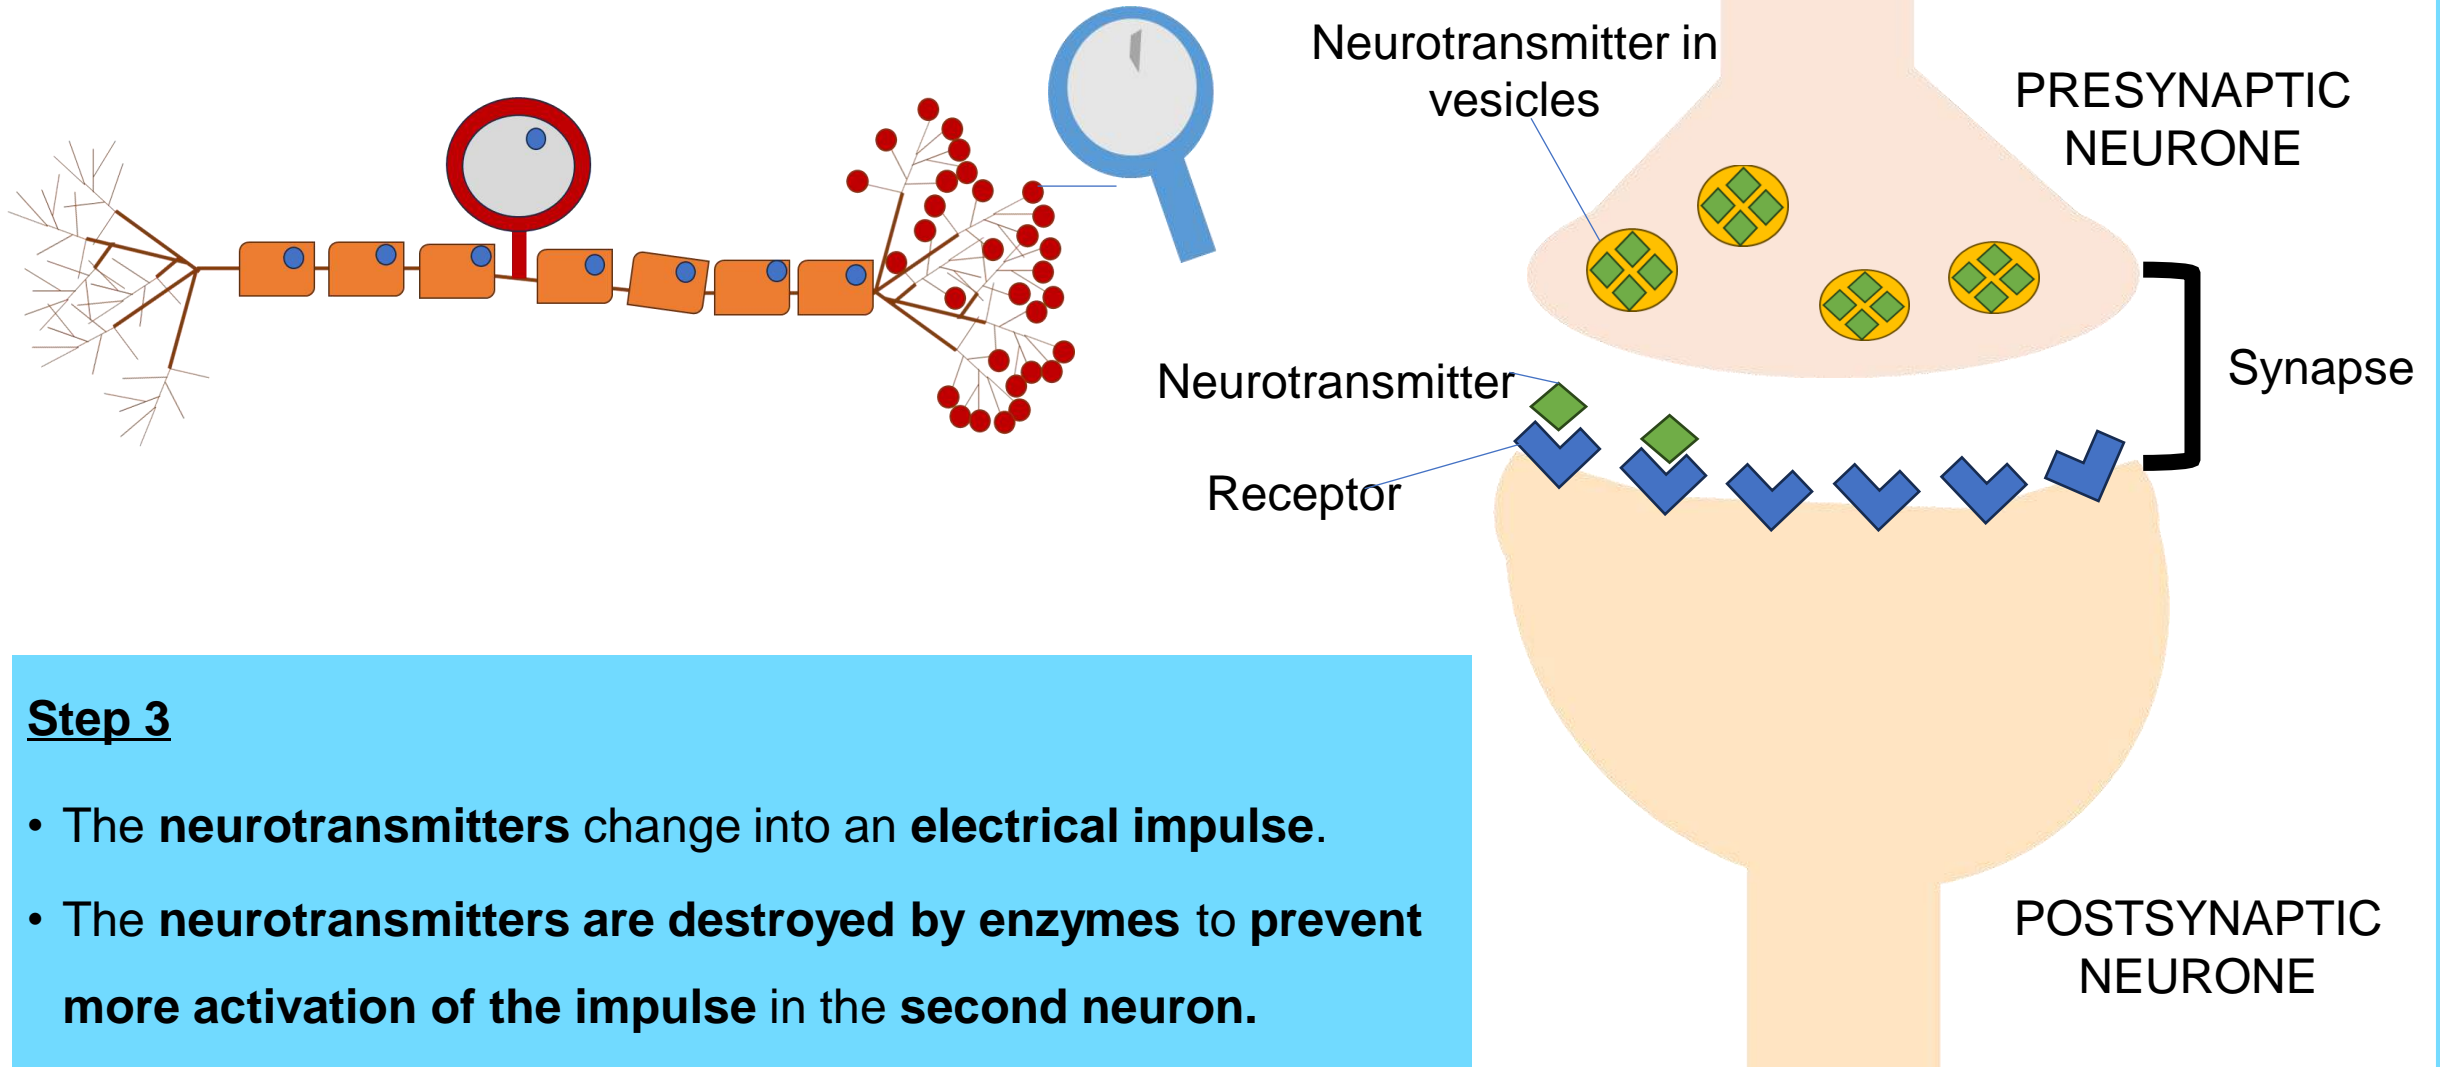 Neurotransmitter in
vesicles
PRESYNAPTIC
NEURONE
Synapse
Neurotransmitter
Receptor
Step 3
• The neurotransmitters change into an electrical impulse.
• The neurotransmitters are destroyed by enzymes to prevent
more activation of the impulse in the second neuron.
POSTSYNAPTIC
NEURONE